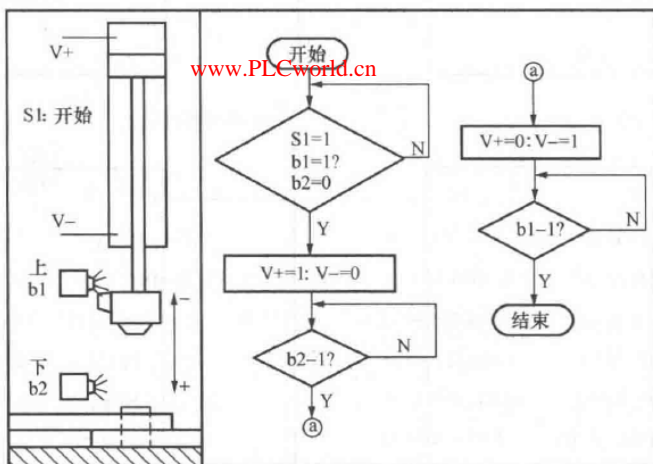 V+
S1: 开始
V−
上
b1
下
b2
−
+
开始
www.PLCworld.cn
S1=1
b1=1?
b2=0
N
Y
V+=1: V−=0
b2−1?
N
Y
a
a
V+=0: V−=1
b1−1?
N
Y
结束